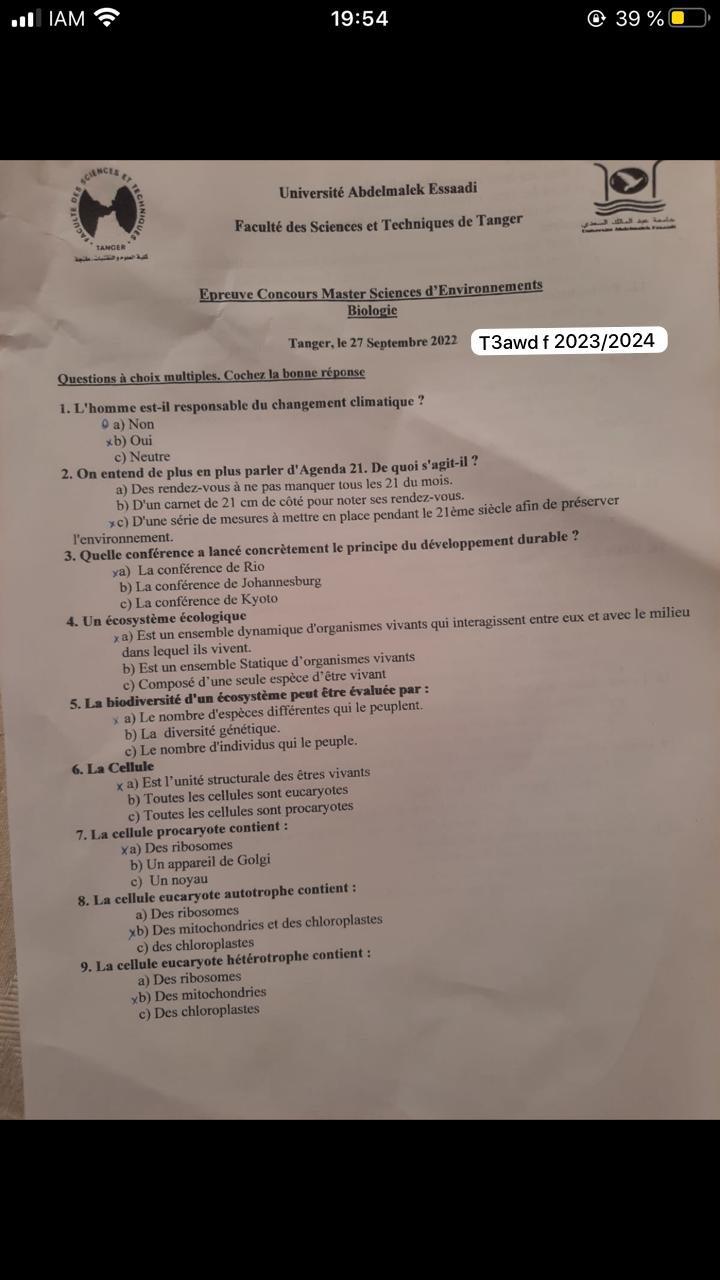 IAM 19:54 39 %
FACULTE DES SCIENCES ET TECHNIQUES
TANGER
Université Abdelmalek Essaadi
Faculté des Sciences et Techniques de Tanger
جامعة عبد المالك السعدي
Université Abdelmalek Essaadi
Epreuve Concours Master Sciences d'Environnements
Biologie
Tanger, le 27 Septembre 2022 T3awd f 2023/2024
Questions à choix multiples. Cochez la bonne réponse
1. L'homme est-il responsable du changement climatique ?
a) Non
x b) Oui
c) Neutre
2. On entend de plus en plus parler d'Agenda 21. De quoi s'agit-il ?
a) Des rendez-vous à ne pas manquer tous les 21 du mois.
b) D'un carnet de 21 cm de côté pour noter ses rendez-vous.
x c) D'une série de mesures à mettre en place pendant le 21ème siècle afin de préserver
l'environnement.
3. Quelle conférence a lancé concrètement le principe du développement durable ?
x a) La conférence de Rio
b) La conférence de Johannesburg
c) La conférence de Kyoto
4. Un écosystème écologique
x a) Est un ensemble dynamique d'organismes vivants qui interagissent entre eux et avec le milieu
dans lequel ils vivent.
b) Est un ensemble Statique d'organismes vivants
c) Composé d'une seule espèce d'être vivant
5. La biodiversité d'un écosystème peut être évaluée par :
x a) Le nombre d'espèces différentes qui le peuplent.
b) La diversité génétique.
c) Le nombre d'individus qui le peuple.
6. La Cellule
x a) Est l'unité structurale des êtres vivants
b) Toutes les cellules sont eucaryotes
c) Toutes les cellules sont procaryotes
7. La cellule procaryote contient :
x a) Des ribosomes
b) Un appareil de Golgi
c) Un noyau
8. La cellule eucaryote autotrophe contient :
a) Des ribosomes
x b) Des mitochondries et des chloroplastes
c) des chloroplastes
9. La cellule eucaryote hétérotrophe contient :
a) Des ribosomes
x b) Des mitochondries
c) Des chloroplastes